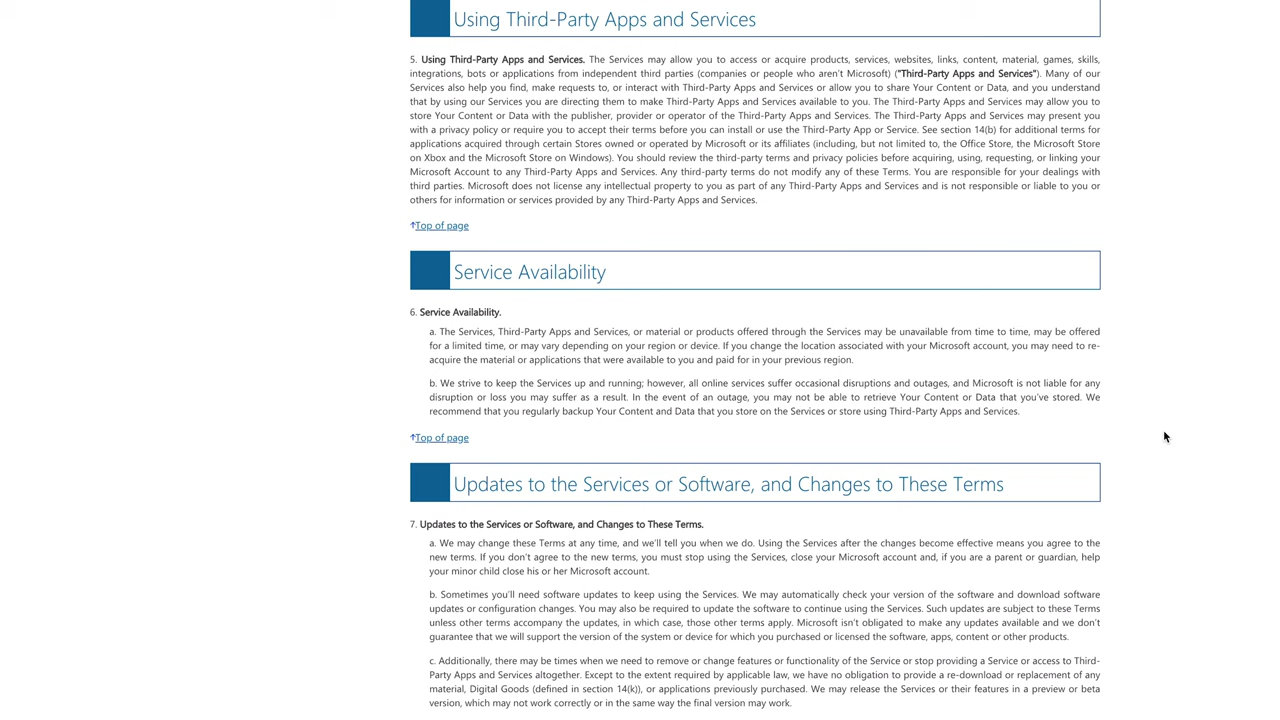 Using Third-Party Apps and Services
5. Using Third-Party Apps and Services. The Services may allow you to access or acquire products, services, websites, links, content, material, games, skills,
integrations, bots or applications from independent third parties (companies or people who aren't Microsoft) ("Third-Party Apps and Services"). Many of our
Services also help you find, make requests to, or interact with Third-Party Apps and Services or allow you to share Your Content or Data, and you understand
that by using our Services you are directing them to make Third-Party Apps and Services available to you. The Third-Party Apps and Services may allow you to
store Your Content or Data with the publisher, provider or operator of the Third-Party Apps and Services. The Third-Party Apps and Services may present you
with a privacy policy or require you to accept their terms before you can install or use the Third-Party App or Service. See section 14(b) for additional terms for
applications acquired through certain Stores owned or operated by Microsoft or its affiliates (including, but not limited to, the Office Store, the Microsoft Store
on Xbox and the Microsoft Store on Windows). You should review the third-party terms and privacy policies before acquiring, using, requesting, or linking your
Microsoft Account to any Third-Party Apps and Services. Any third-party terms do not modify any of these Terms. You are responsible for your dealings with
third parties. Microsoft does not license any intellectual property to you as part of any Third-Party Apps and Services and is not responsible or liable to you or
others for information or services provided by any Third-Party Apps and Services.
↑Top of page
Service Availability
6. Service Availability.
a. The Services, Third-Party Apps and Services, or material or products offered through the Services may be unavailable from time to time, may be offered
for a limited time, or may vary depending on your region or device. If you change the location associated with your Microsoft account, you may need to re-
acquire the material or applications that were available to you and paid for in your previous region.
b. We strive to keep the Services up and running; however, all online services suffer occasional disruptions and outages, and Microsoft is not liable for any
disruption or loss you may suffer as a result. In the event of an outage, you may not be able to retrieve Your Content or Data that you've stored. We
recommend that you regularly backup Your Content and Data that you store on the Services or store using Third-Party Apps and Services.
↑Top of page
Updates to the Services or Software, and Changes to These Terms
7. Updates to the Services or Software, and Changes to These Terms.
a. We may change these Terms at any time, and we'll tell you when we do. Using the Services after the changes become effective means you agree to the
new terms. If you don't agree to the new terms, you must stop using the Services, close your Microsoft account and, if you are a parent or guardian, help
your minor child close his or her Microsoft account.
b. Sometimes you'll need software updates to keep using the Services. We may automatically check your version of the software and download software
updates or configuration changes. You may also be required to update the software to continue using the Services. Such updates are subject to these Terms
unless other terms accompany the updates, in which case, those other terms apply. Microsoft isn't obligated to make any updates available and we don't
guarantee that we will support the version of the system or device for which you purchased or licensed the software, apps, content or other products.
c. Additionally, there may be times when we need to remove or change features or functionality of the Service or stop providing a Service or access to Third-
Party Apps and Services altogether. Except to the extent required by applicable law, we have no obligation to provide a re-download or replacement of any
material, Digital Goods (defined in section 14(k)), or applications previously purchased. We may release the Services or their features in a preview or beta
version, which may not work correctly or in the same way the final version may work.